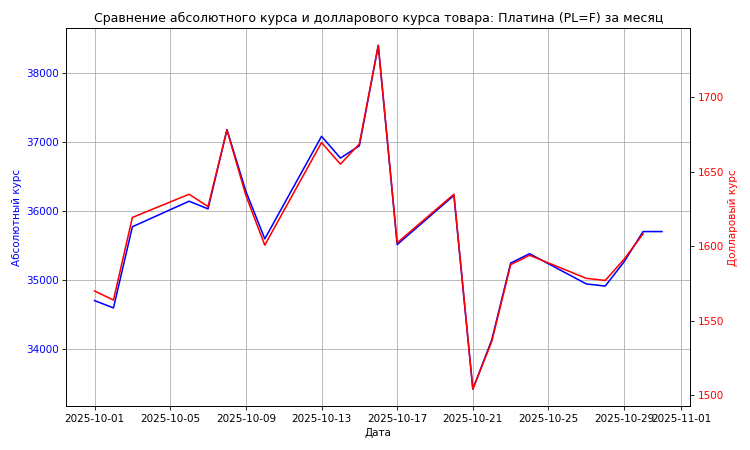 Сравнение абсолютного курса и долларового курса товара: Платина (PL=F) за месяц
Абсолютный курс
38000
37000
36000
35000
34000
Долларовый курс
1700
1650
1600
1550
1500
2025-10-01 2025-10-05 2025-10-09 2025-10-13 2025-10-17 2025-10-21 2025-10-25 2025-10-29 2025-11-01
Дата